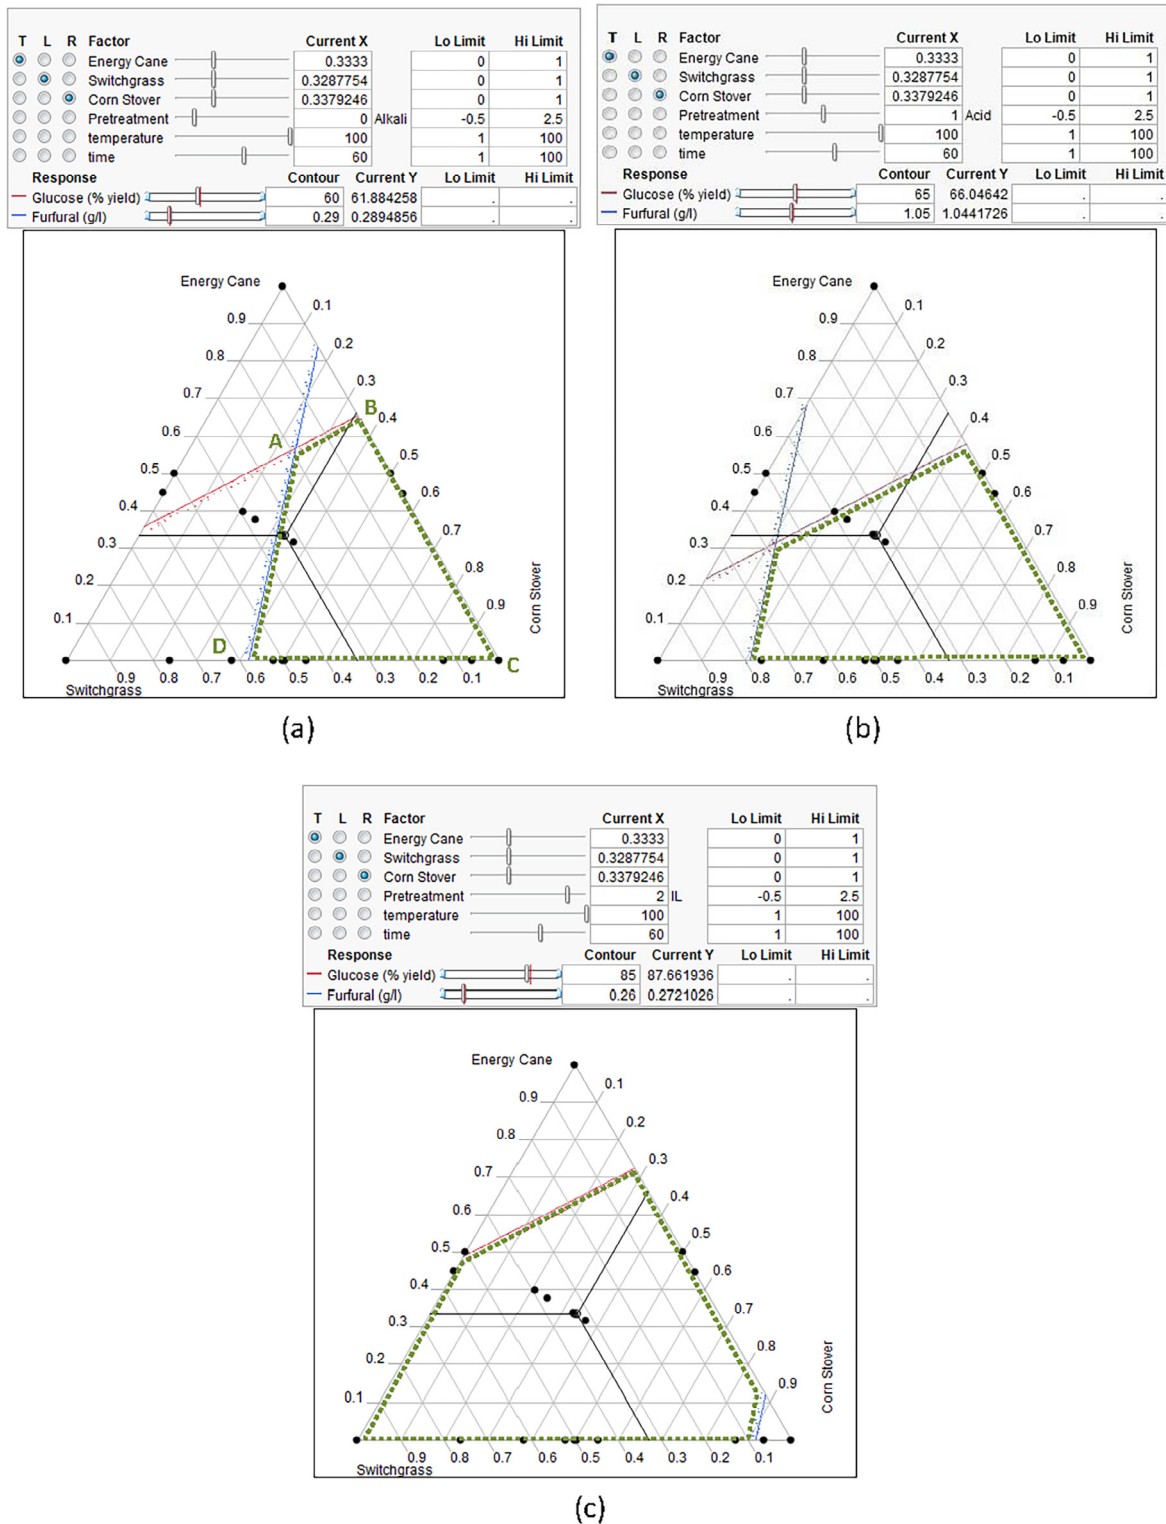 T L R Factor Current X Lo Limit Hi Limit
Energy Cane 0.3333 0 1
Switchgrass 0.3287754 0 1
Corn Stover 0.3379246 0 1
Pretreatment 0 Alkali -0.5 2.5
temperature 100 1 100
time 60 1 100
Response Contour Current Y Lo Limit Hi Limit
Glucose (% yield) 60 61.884258 . .
Furfural (g/l) 0.29 0.2894856 . .
Energy Cane
0.1
0.9
0.2
0.8
0.3
0.7
B
0.4
0.6
A
0.5
0.5
0.6
0.4
0.7
0.3
0.8
0.2
0.9
0.1
Corn Stover
D
C
0.9 0.8 0.7 0.6 0.5 0.4 0.3 0.2 0.1
Switchgrass
(a)
T L R Factor Current X Lo Limit Hi Limit
Energy Cane 0.3333 0 1
Switchgrass 0.3287754 0 1
Corn Stover 0.3379246 0 1
Pretreatment 1 Acid -0.5 2.5
temperature 100 1 100
time 60 1 100
Response Contour Current Y Lo Limit Hi Limit
Glucose (% yield) 65 66.04642 . .
Furfural (g/l) 1.05 1.0441726 . .
Energy Cane
0.1
0.9
0.2
0.8
0.3
0.7
0.4
0.6
0.5
0.5
0.6
0.4
0.7
0.3
0.8
0.2
0.9
0.1
Corn Stover
0.9 0.8 0.7 0.6 0.5 0.4 0.3 0.2 0.1
Switchgrass
(b)
T L R Factor Current X Lo Limit Hi Limit
Energy Cane 0.3333 0 1
Switchgrass 0.3287754 0 1
Corn Stover 0.3379246 0 1
Pretreatment 2 IL -0.5 2.5
temperature 100 1 100
time 60 1 100
Response Contour Current Y Lo Limit Hi Limit
Glucose (% yield) 85 87.661936 . .
Furfural (g/l) 0.26 0.2721026 . .
Energy Cane
0.1
0.9
0.2
0.8
0.3
0.7
0.4
0.6
0.5
0.5
0.6
0.4
0.7
0.3
0.8
0.2
0.9
0.1
Corn Stover
0.9 0.8 0.7 0.6 0.5 0.4 0.3 0.2 0.1
Switchgrass
(c)